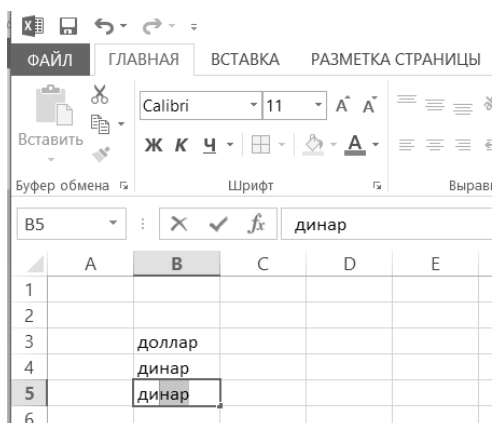 ФАЙЛ ГЛАВНАЯ ВСТАВКА РАЗМЕТКА СТРАНИЦЫ
Calibri 11 A A
Вставить
Ж К Ч A
Буфер обмена Шрифт
B5 fx динар
A B C D E
1
2
3 доллар
4 динар
5 динар
6